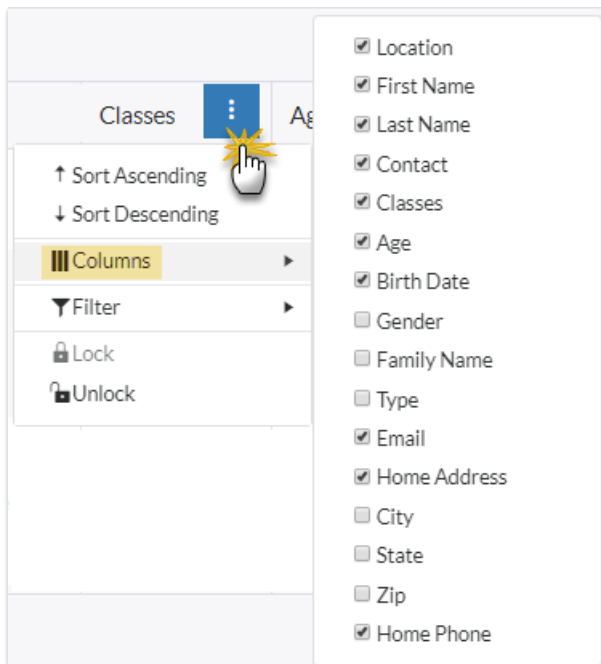 Classes
Ag
↑ Sort Ascending
↓ Sort Descending
Columns
Filter
Lock
Unlock
Location
First Name
Last Name
Contact
Classes
Age
Birth Date
Gender
Family Name
Type
Email
Home Address
City
State
Zip
Home Phone